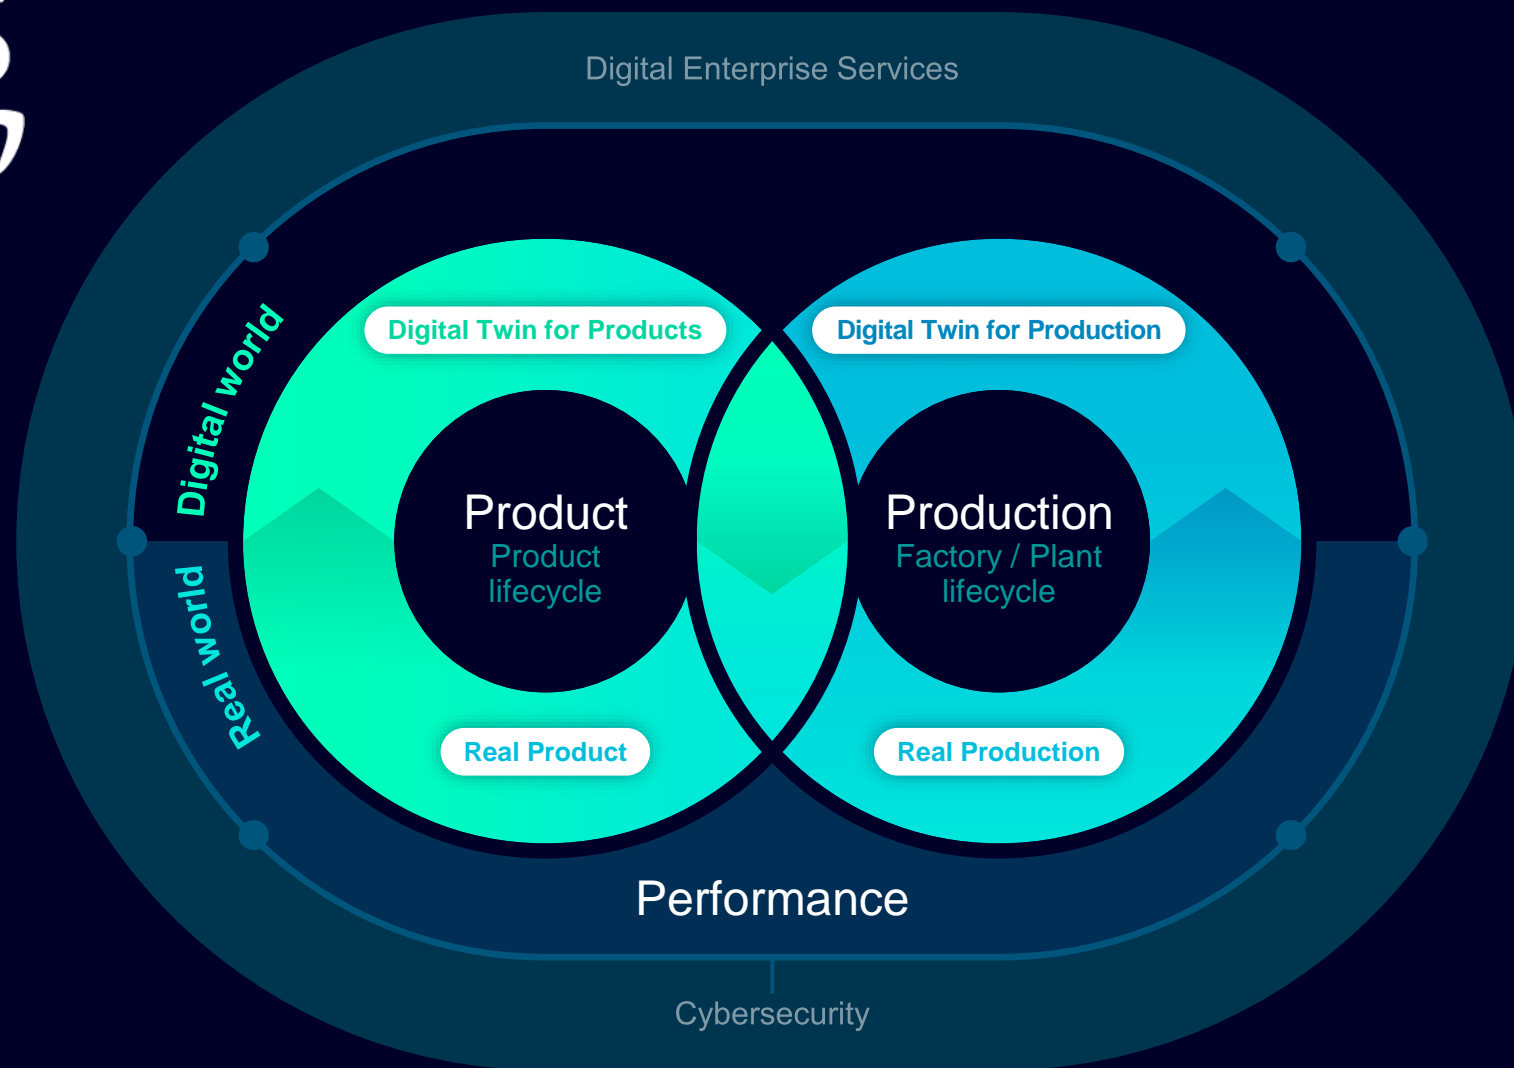 Digital Enterprise Services
Digital world
Digital Twin for Products
Digital Twin for Production
Product
Product
lifecycle
Production
Factory / Plant
lifecycle
Real world
Real Product
Real Production
Performance
Cybersecurity